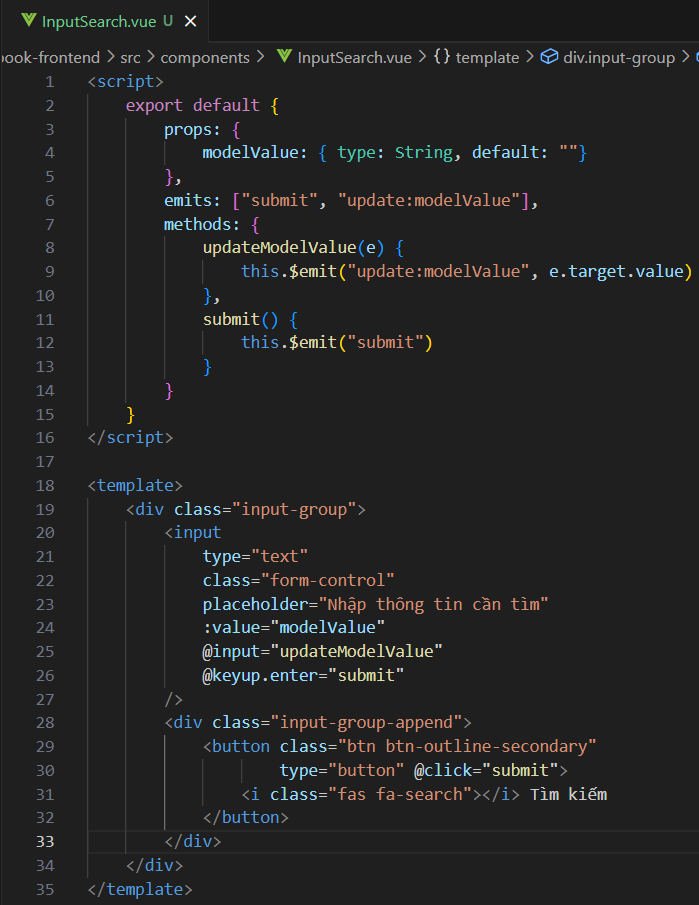 InputSearch.vue U ×
book-frontend > src > components > InputSearch.vue > {} template > div.input-group >
1 <script>
2     export default {
3         props: {
4             modelValue: { type: String, default: ""}
5         },
6         emits: ["submit", "update:modelValue"],
7         methods: {
8             updateModelValue(e) {
9                 this.$emit("update:modelValue", e.target.value)
10             },
11             submit() {
12                 this.$emit("submit")
13             }
14         }
15     }
16 </script>
17
18 <template>
19     <div class="input-group">
20         <input
21             type="text"
22             class="form-control"
23             placeholder="Nhập thông tin cần tìm"
24             :value="modelValue"
25             @input="updateModelValue"
26             @keyup.enter="submit"
27         />
28         <div class="input-group-append">
29             <button class="btn btn-outline-secondary"
30                     type="button" @click="submit">
31                 <i class="fas fa-search"></i> Tìm kiếm
32             </button>
33         </div>
34     </div>
35 </template>